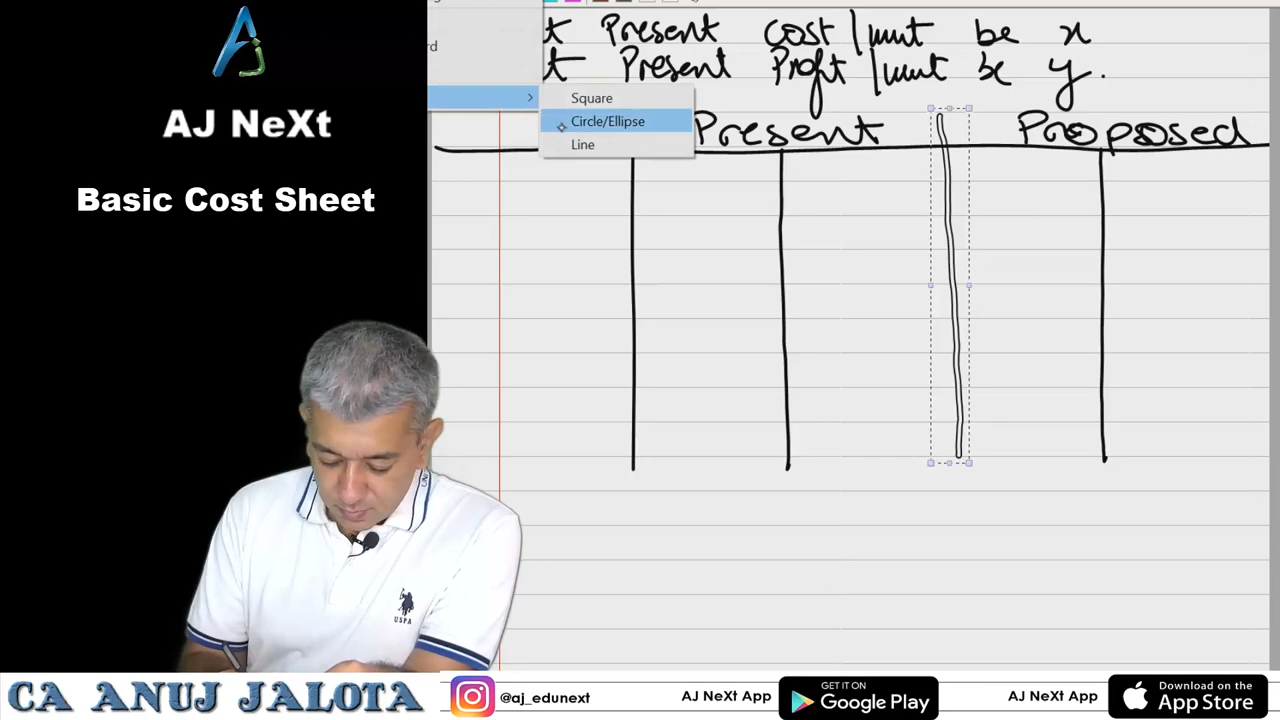 AJ NeXt
Basic Cost Sheet
rd
Square
Circle/Ellipse
Line
t Present cost/unit be x
t Present Profit/unit be y.
Present Proposed
USPA
CA ANUJ JALOTA
@aj_edunext
AJ NeXt App
GET IT ON
Google Play
AJ NeXt App
Download on the
App Store